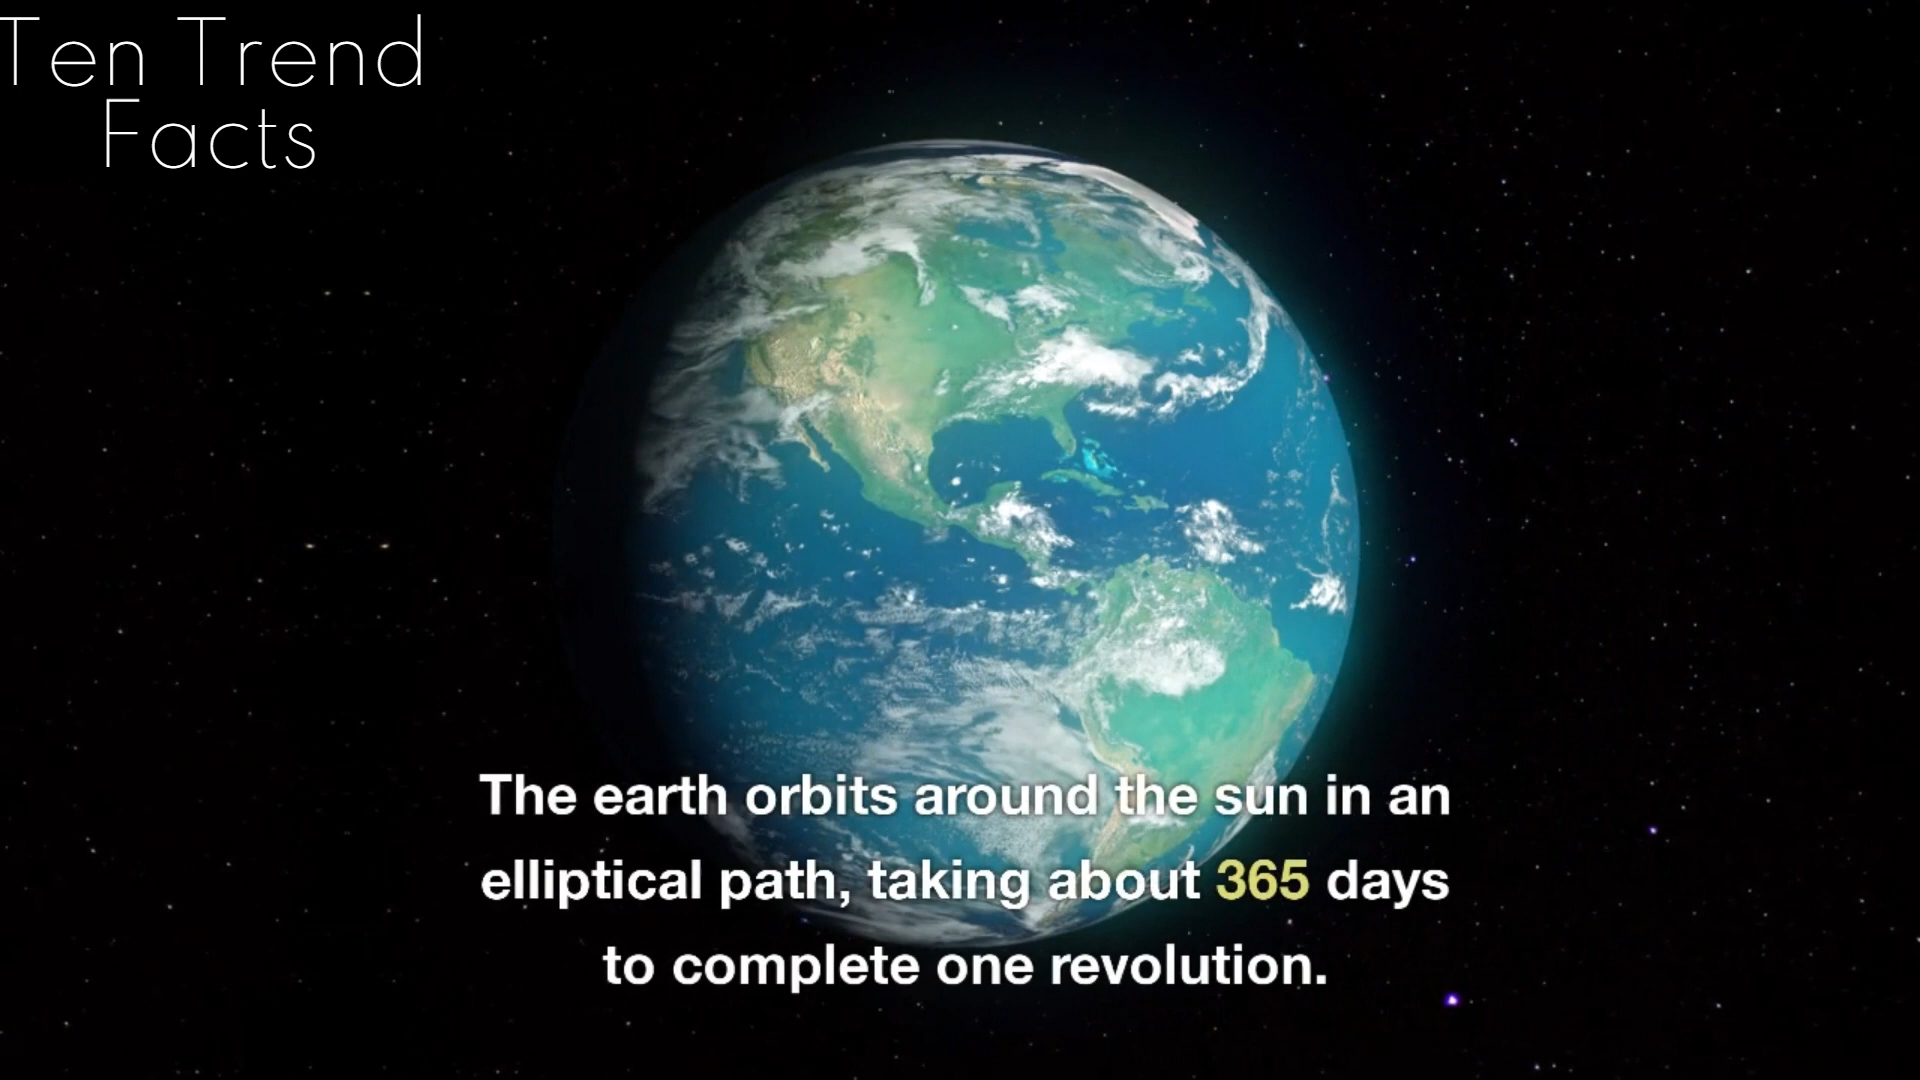 Ten Trend
Facts
The earth orbits around the sun in an
elliptical path, taking about 365 days
to complete one revolution.